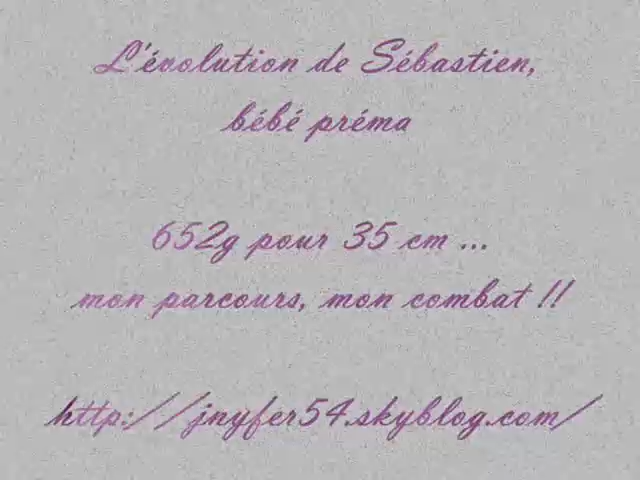 L'évolution de Sébastien,
bébé préma
652g pour 35 cm ...
mon parcours, mon combat !!
http://jnyfer54.skyblog.com/